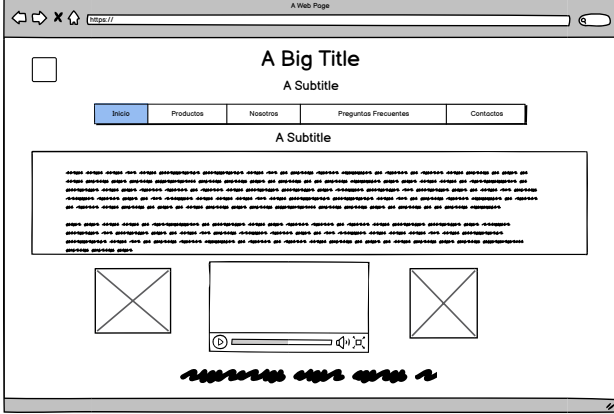 A Web Page
https://
A Big Title
A Subtitle
Inicio Productos Nosotros Preguntas Frecuentes Contactos
A Subtitle